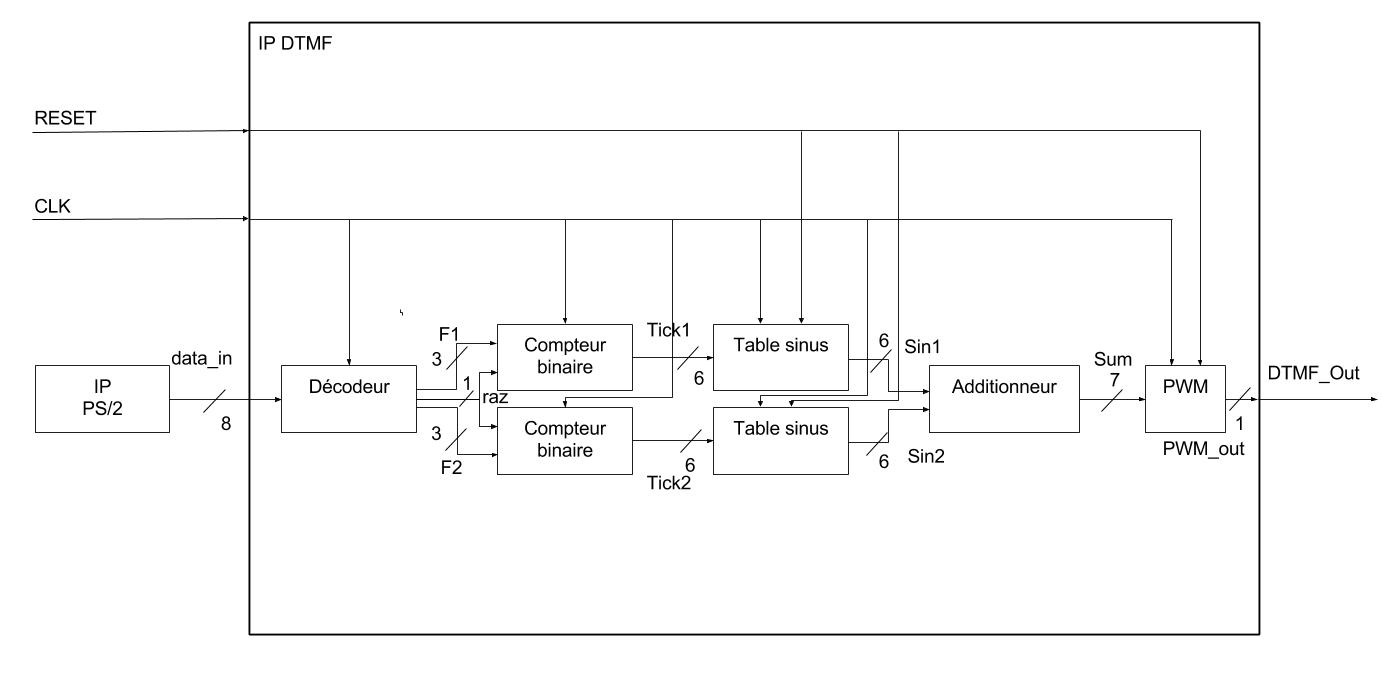 IP DTMF
RESET
CLK
data_in
8
IP
PS/2
Décodeur
F1
3
1
raz
3
F2
Compteur
binaire
Compteur
binaire
Tick1
6
6
Tick2
Table sinus
Table sinus
6
Sin1
6
Sin2
Additionneur
Sum
7
PWM
1
PWM_out
DTMF_Out